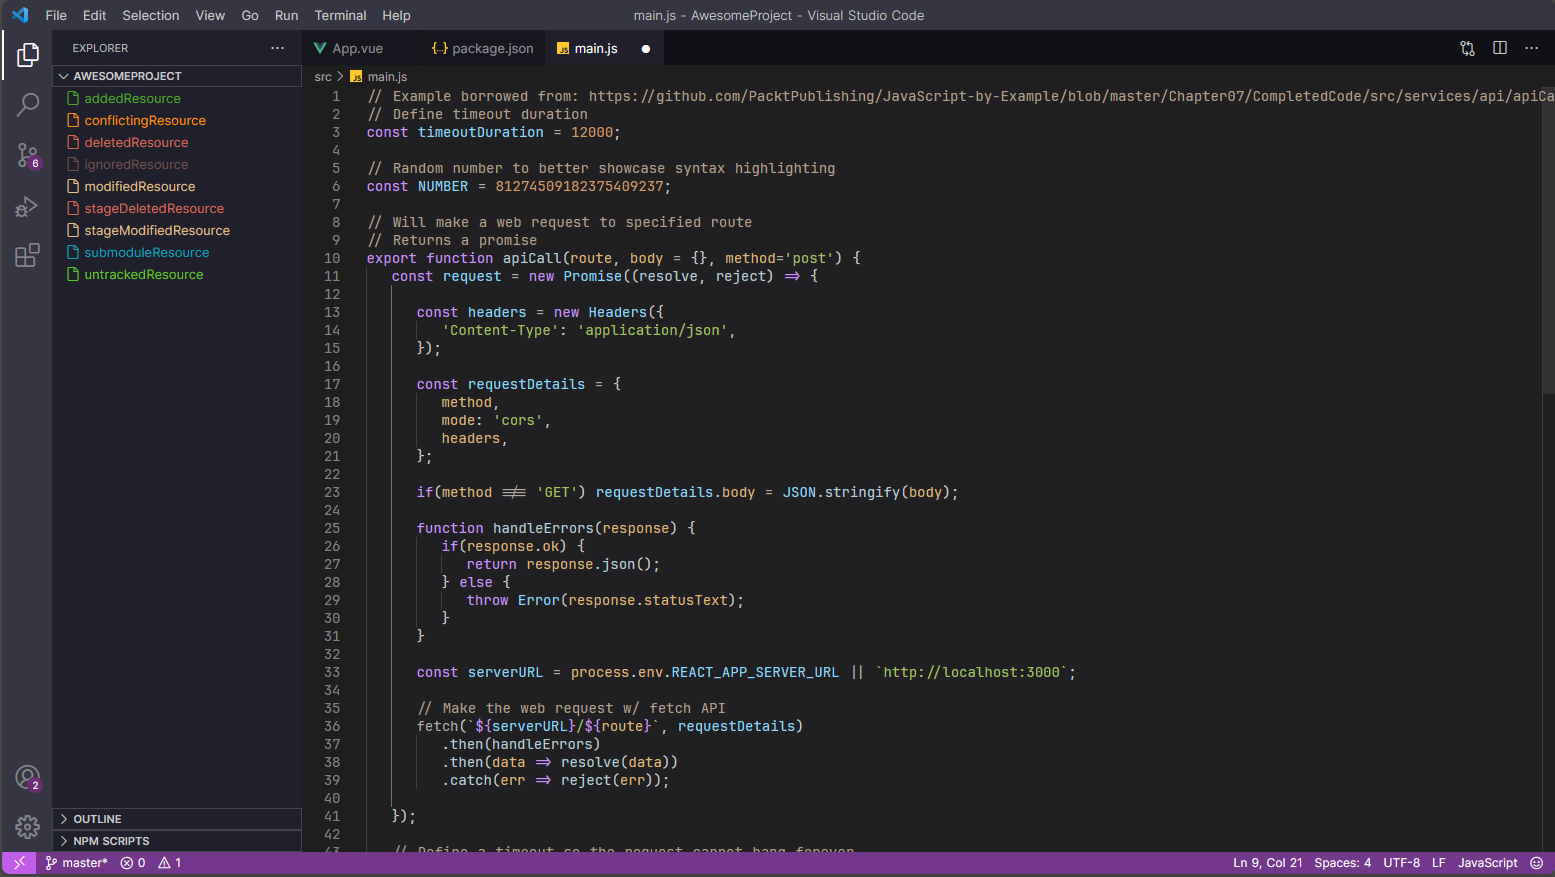 File Edit Selection View Go Run Terminal Help
main.js - AwesomeProject - Visual Studio Code
EXPLORER
AWESOMEPROJECT
addedResource
conflictingResource
deletedResource
ignoredResource
modifiedResource
stageDeletedResource
stageModifiedResource
submoduleResource
untrackedResource
6
2
OUTLINE
NPM SCRIPTS
App.vue {..} package.json JS main.js
src > JS main.js
1 // Example borrowed from: https://github.com/PacktPublishing/JavaScript-by-Example/blob/master/Chapter07/CompletedCode/src/services/api/apiCa
2 // Define timeout duration
3 const timeoutDuration = 12000;
4
5 // Random number to better showcase syntax highlighting
6 const NUMBER = 81274509182375409237;
7
8 // Will make a web request to specified route
9 // Returns a promise
10 export function apiCall(route, body = {}, method='post') {
11 const request = new Promise((resolve, reject) => {
12
13 const headers = new Headers({
14 'Content-Type': 'application/json',
15 });
16
17 const requestDetails = {
18 method,
19 mode: 'cors',
20 headers,
21 };
22
23 if(method !== 'GET') requestDetails.body = JSON.stringify(body);
24
25 function handleErrors(response) {
26 if(response.ok) {
27 return response.json();
28 } else {
29 throw Error(response.statusText);
30 }
31 }
32
33 const serverURL = process.env.REACT_APP_SERVER_URL || `http://localhost:3000`;
34
35 // Make the web request w/ fetch API
36 fetch(`${serverURL}/${route}`, requestDetails)
37 .then(handleErrors)
38 .then(data => resolve(data))
39 .catch(err => reject(err));
40
41 });
42
43 // Define a timeout so the request cannot hang forever
master* 0 1
Ln 9, Col 21 Spaces: 4 UTF-8 LF JavaScript